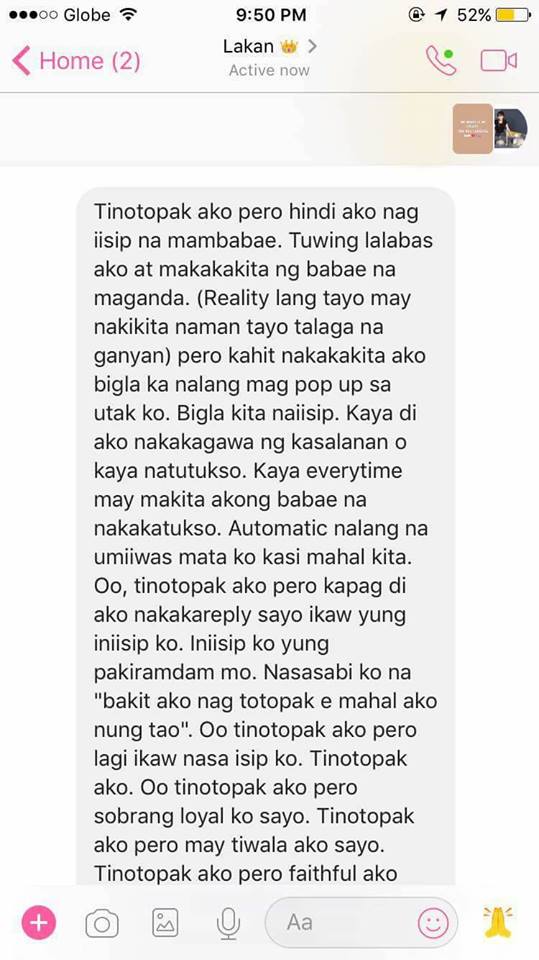 Globe
9:50 PM
52%
Home (2)
Lakan 👑
Active now
Tinotopak ako pero hindi ako nag
iisip na mambabae. Tuwing lalabas
ako at makakakita ng babae na
maganda. (Reality lang tayo may
nakikita naman tayo talaga na
ganyan) pero kahit nakakakita ako
bigla ka nalang mag pop up sa
utak ko. Bigla kita naiisip. Kaya di
ako nakakagawa ng kasalanan o
kaya natutukso. Kaya everytime
may makita akong babae na
nakakatukso. Automatic nalang na
umiiwas mata ko kasi mahal kita.
Oo, tinotopak ako pero kapag di
ako nakakareply sayo ikaw yung
iniisip ko. Iniisip ko yung
pakiramdam mo. Nasasabi ko na
"bakit ako nag totopak e mahal ako
nung tao". Oo tinotopak ako pero
lagi ikaw nasa isip ko. Tinotopak
ako. Oo tinotopak ako pero
sobrang loyal ko sayo. Tinotopak
ako pero may tiwala ako sayo.
Tinotopak ako pero faithful ako
Aa